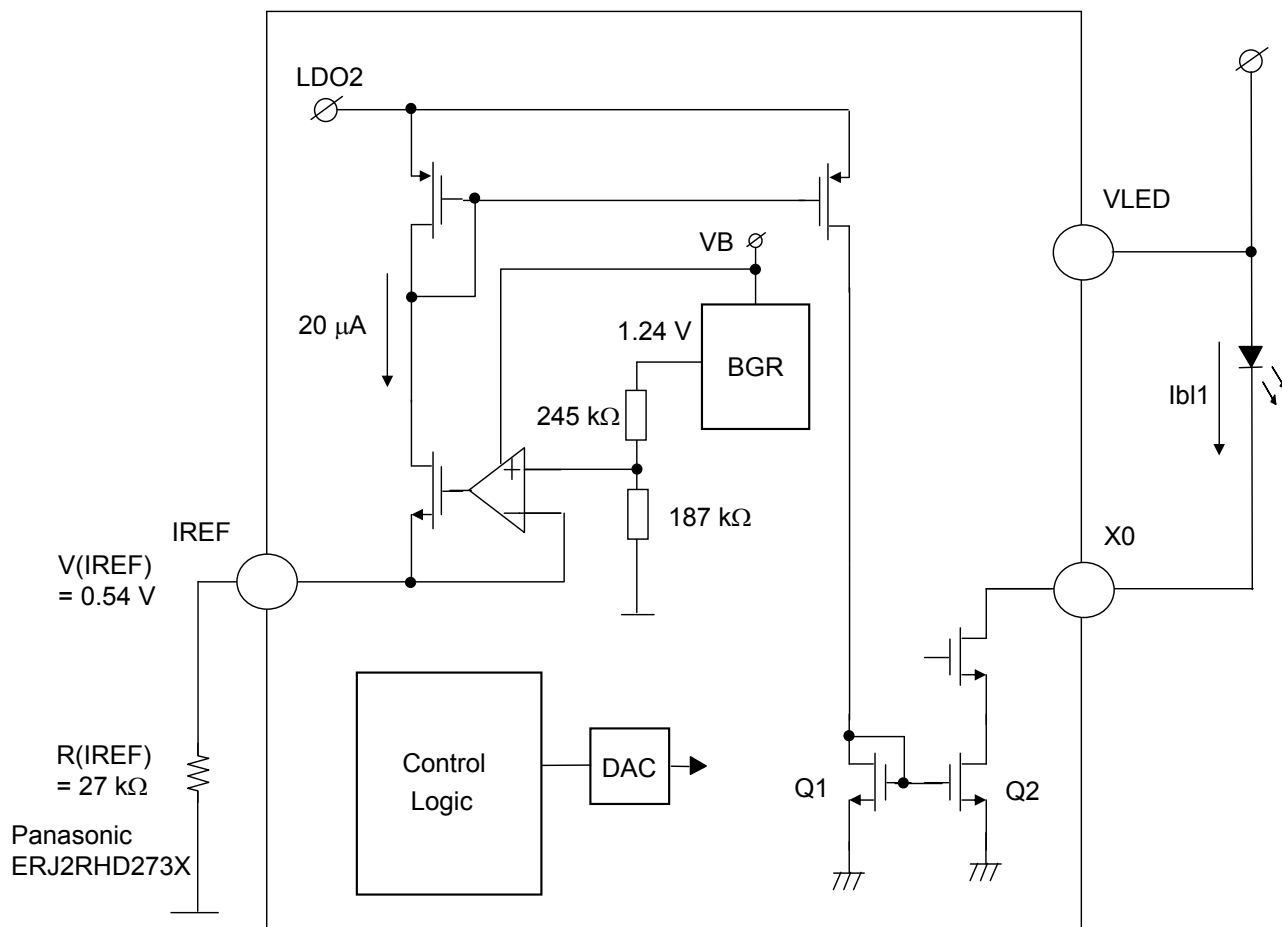 LDO2
VLED
VB
20 μA
1.24 V
BGR
Ibl1
245 kΩ
+
−
187 kΩ
IREF
X0
V(IREF)
= 0.54 V
R(IREF)
= 27 kΩ
Control
Logic
DAC
Q1
Q2
Panasonic
ERJ2RHD273X